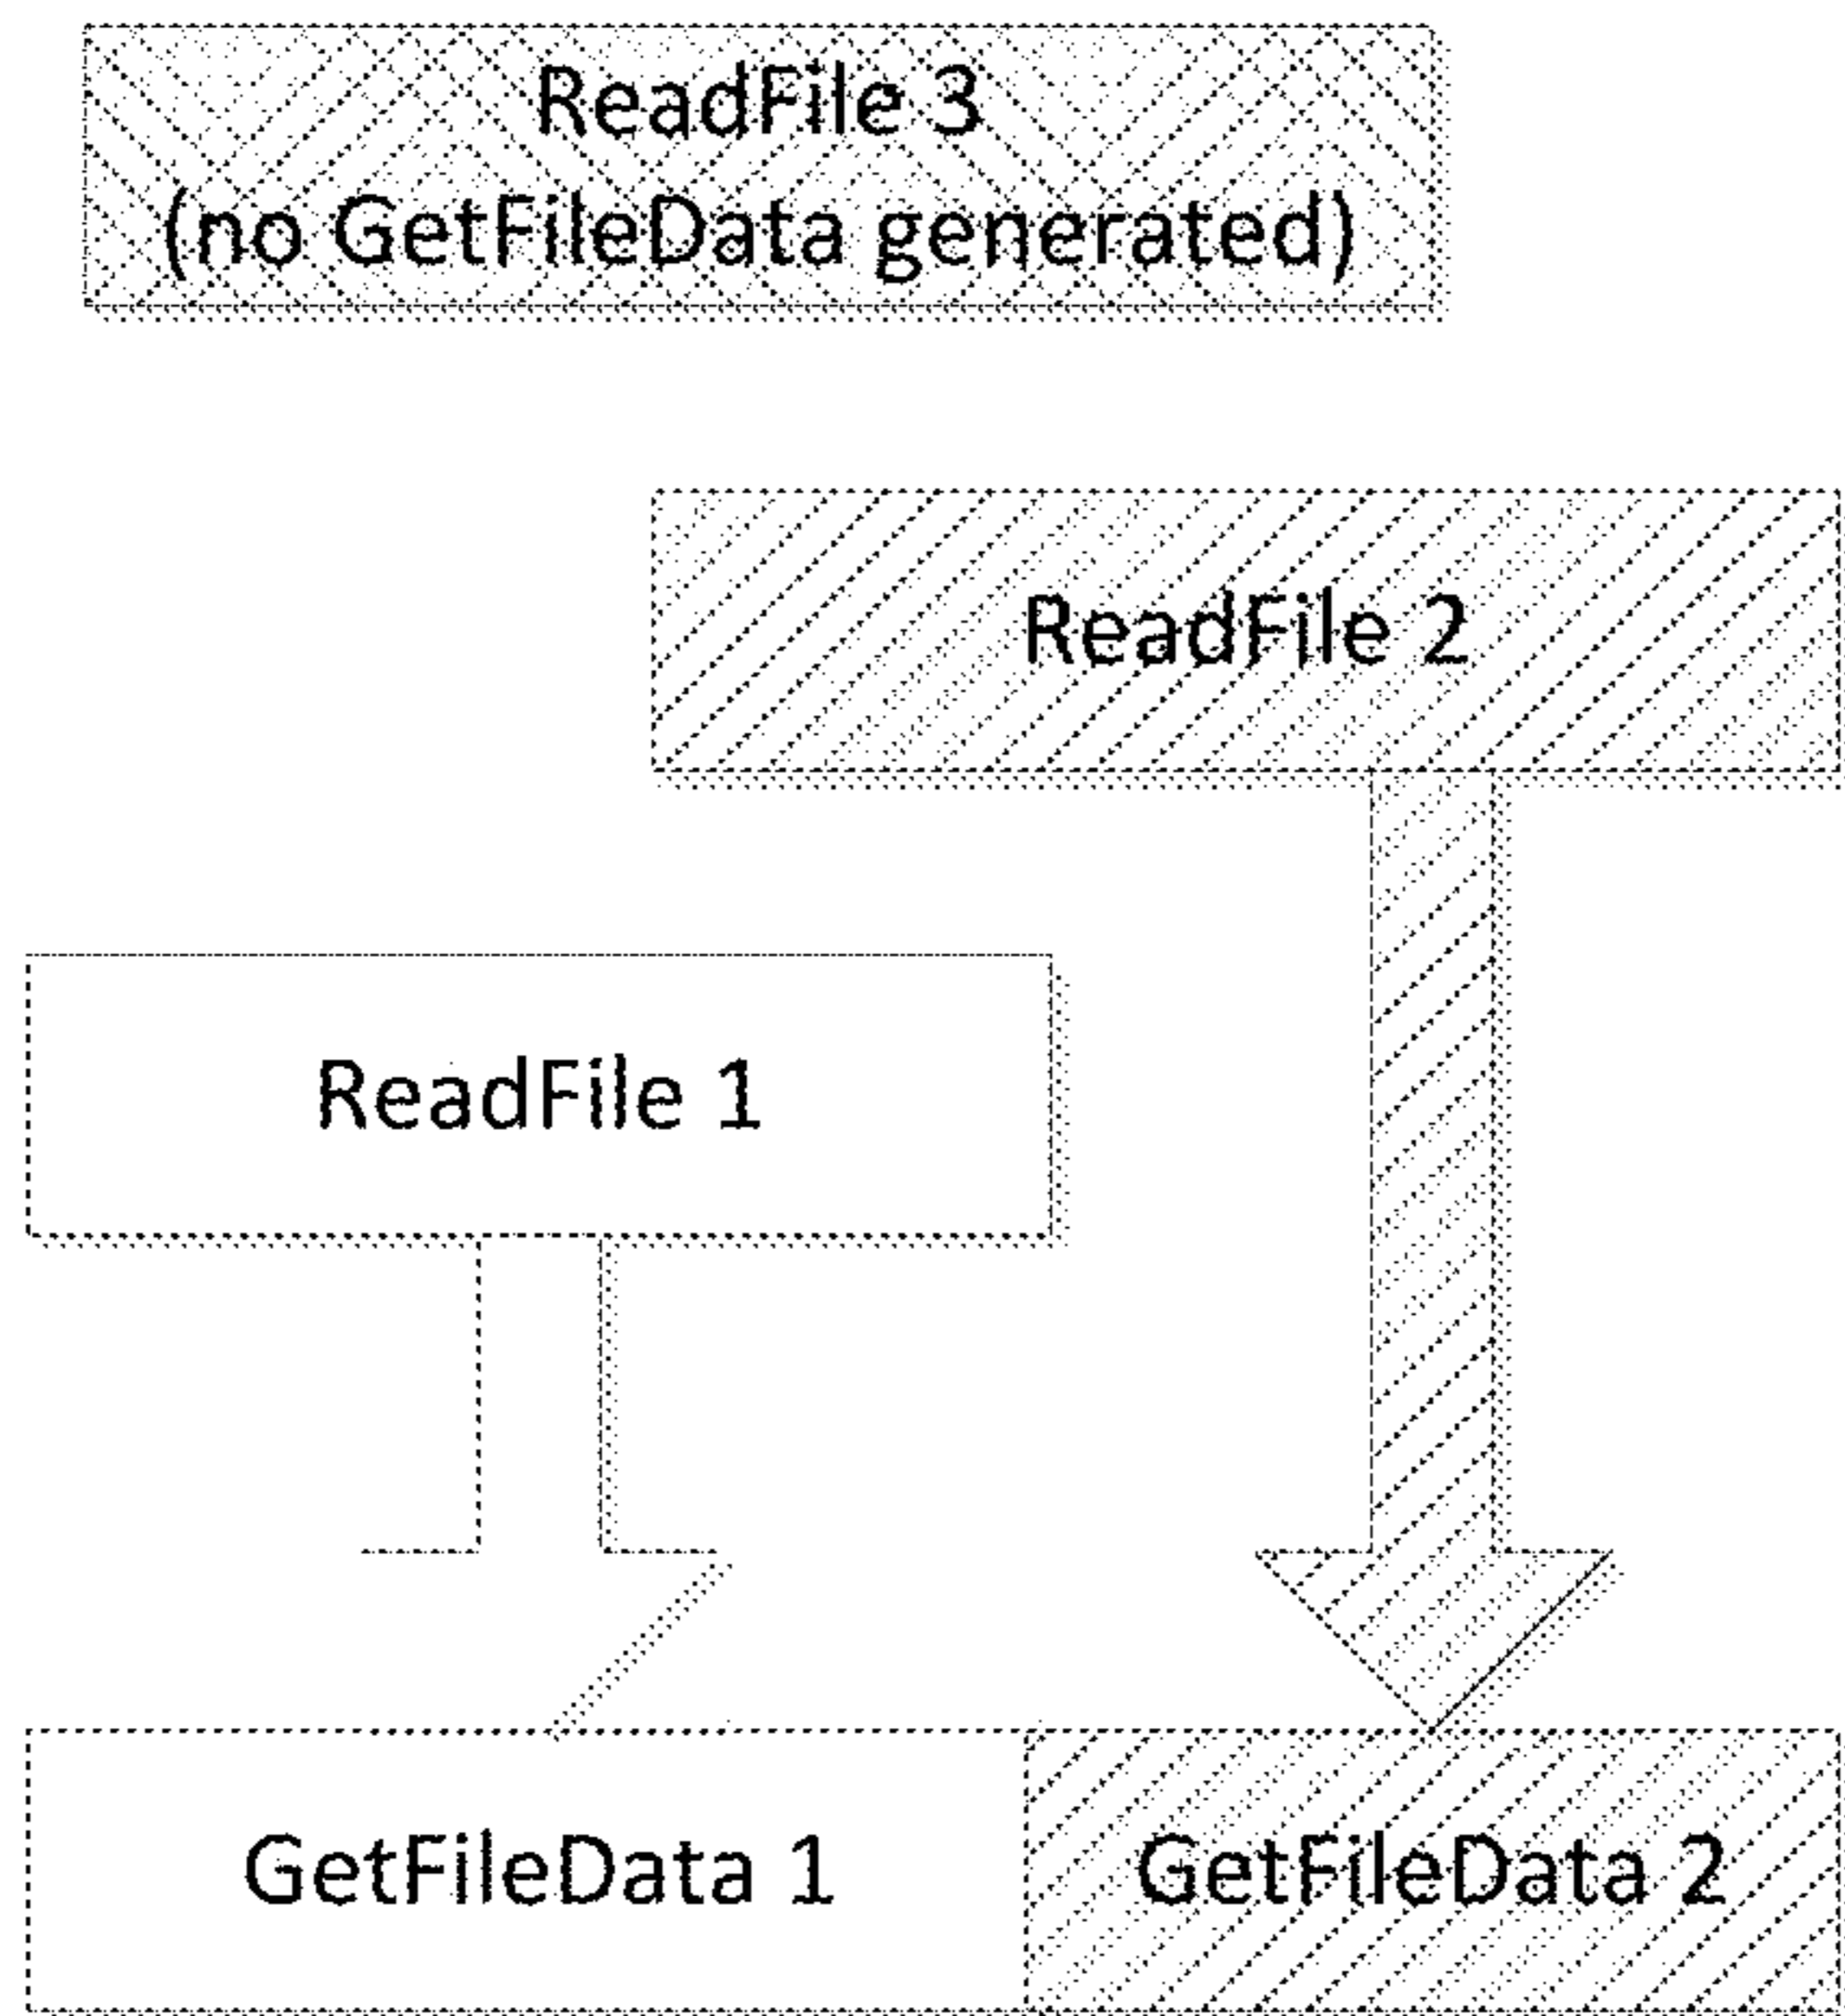 ReadFile 3
(no GetFileData generated)
ReadFile 2
ReadFile 1
GetFileData 1
GetFileData 2